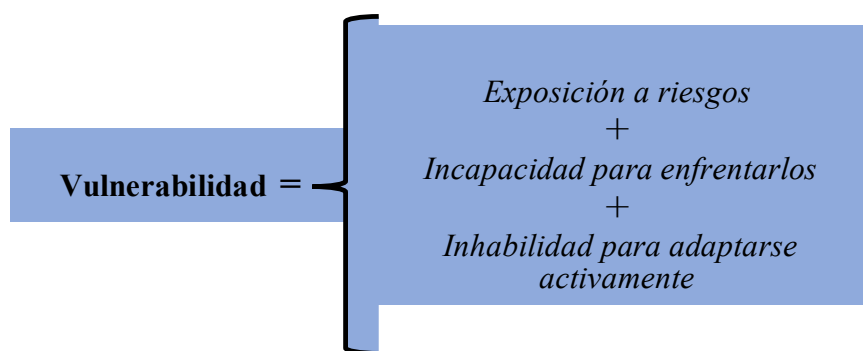 Vulnerabilidad =
Exposición a riesgos
+
Incapacidad para enfrentarlos
+
Inhabilidad para adaptarse
activamente